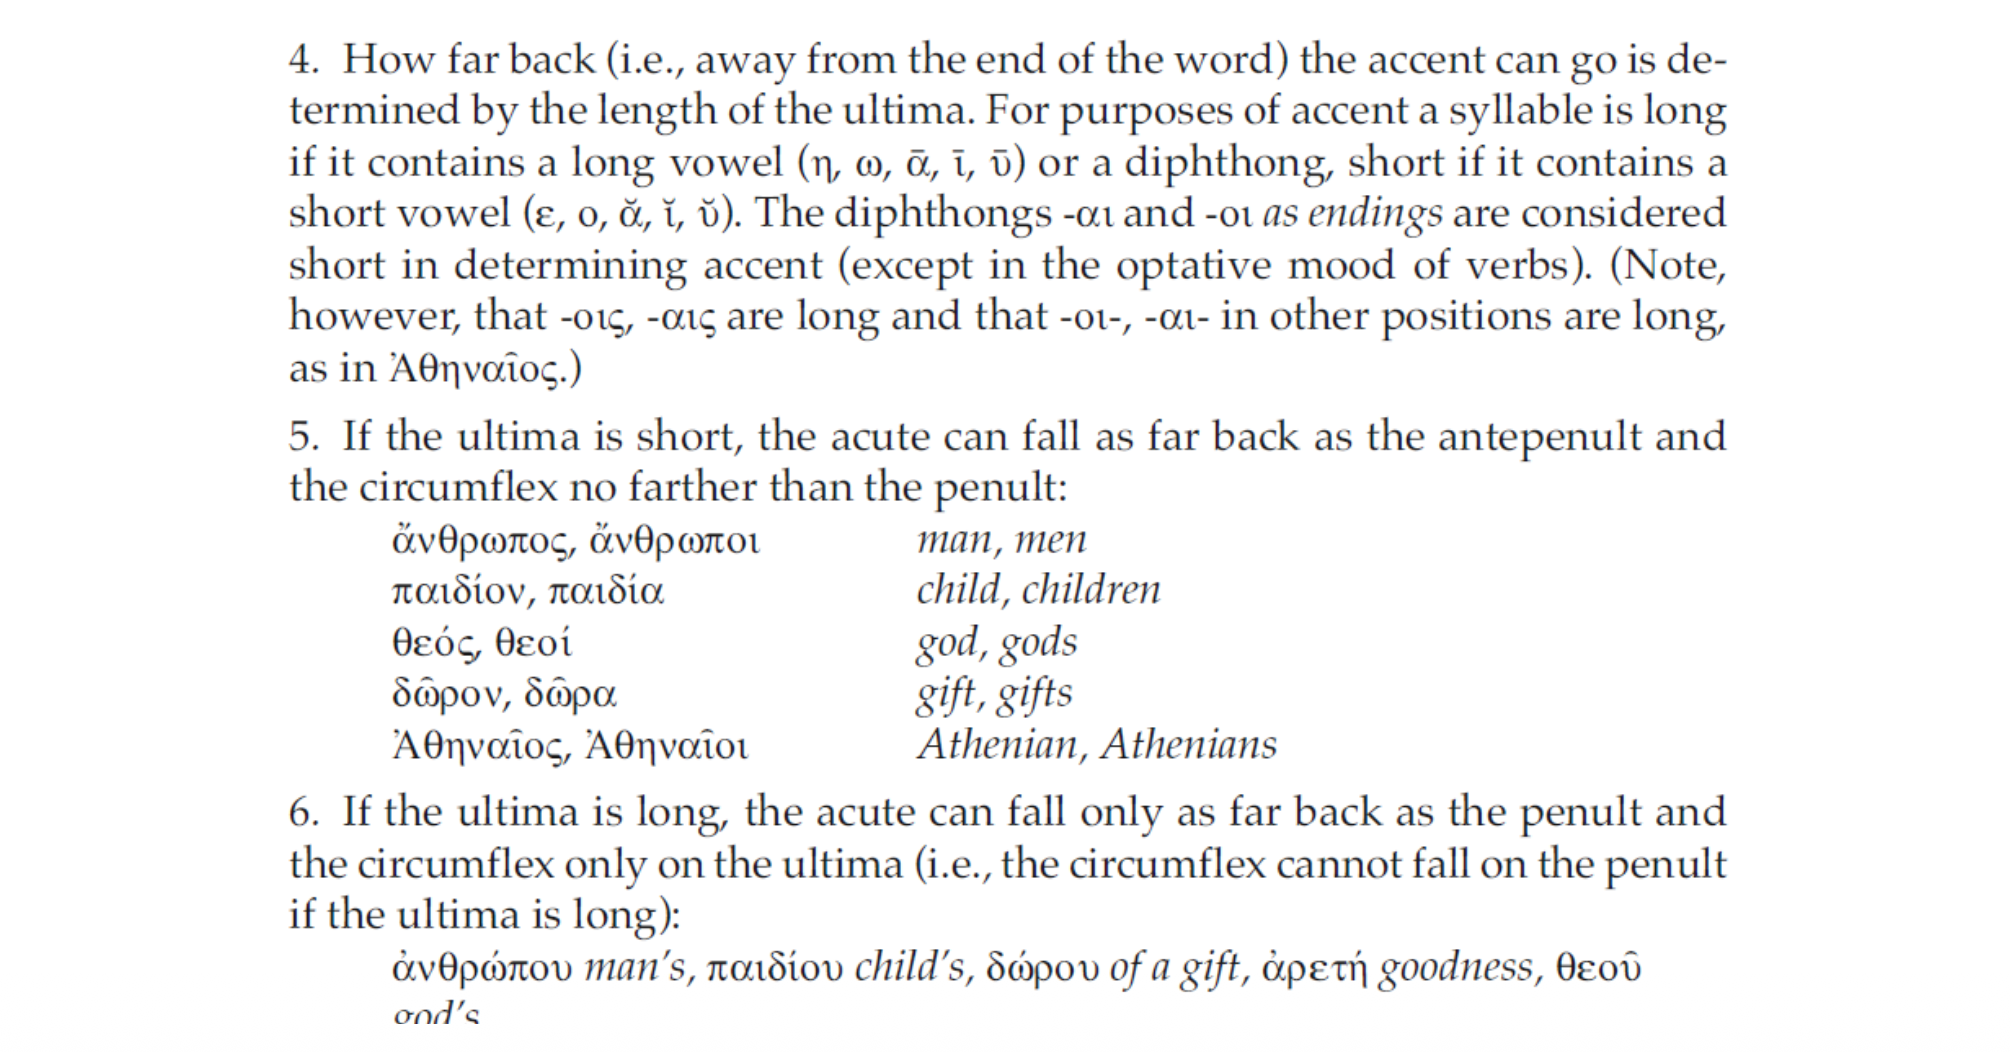 4. How far back (i.e., away from the end of the word) the accent can go is de-
termined by the length of the ultima. For purposes of accent a syllable is long
if it contains a long vowel (η, ω, ᾱ, ῑ, ῡ) or a diphthong, short if it contains a
short vowel (ε, ο, ᾰ, ῐ, ῠ). The diphthongs -αι and -οι as endings are considered
short in determining accent (except in the optative mood of verbs). (Note,
however, that -οις, -αις are long and that -οι-, -αι- in other positions are long,
as in Ἀθηναῖος.)
5. If the ultima is short, the acute can fall as far back as the antepenult and
the circumflex no farther than the penult:
ἄνθρωπος, ἄνθρωποι man, men
παιδίον, παιδία child, children
θεός, θεοί god, gods
δῶρον, δῶρα gift, gifts
Ἀθηναῖος, Ἀθηναῖοι Athenian, Athenians
6. If the ultima is long, the acute can fall only as far back as the penult and
the circumflex only on the ultima (i.e., the circumflex cannot fall on the penult
if the ultima is long):
ἀνθρώπου man's, παιδίου child's, δώρου of a gift, ἀρετή goodness, θεοῦ
god's